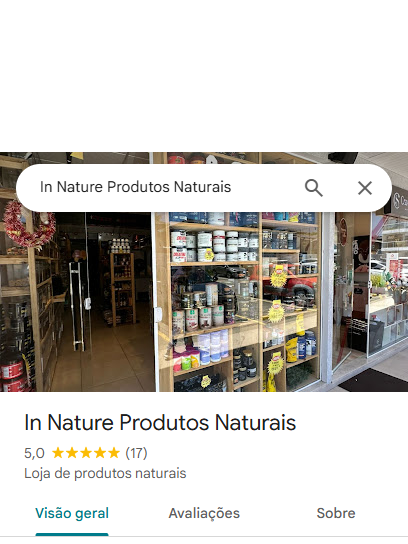 In Nature Produtos Naturais
In Nature Produtos Naturais
5,0 ★★★★★ (17)
Loja de produtos naturais
Visão geral
Avaliações
Sobre